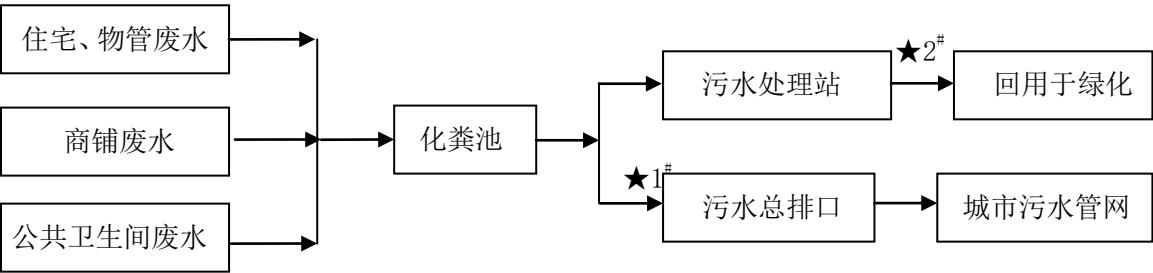 住宅、物管废水
商铺废水
公共卫生间废水
化粪池
污水处理站
★2#
回用于绿化
★1#
污水总排口
城市污水管网